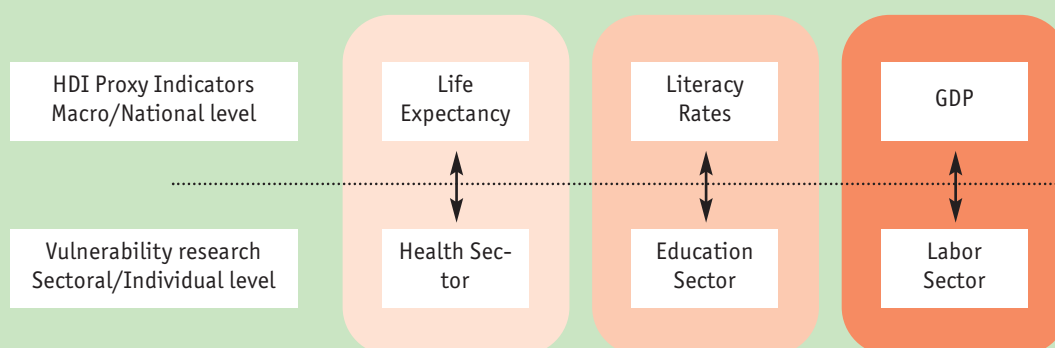 HDI Proxy Indicators
Macro/National level
Life
Expectancy
Literacy
Rates
GDP
Vulnerability research
Sectoral/Individual level
Health Sec-
tor
Education
Sector
Labor
Sector